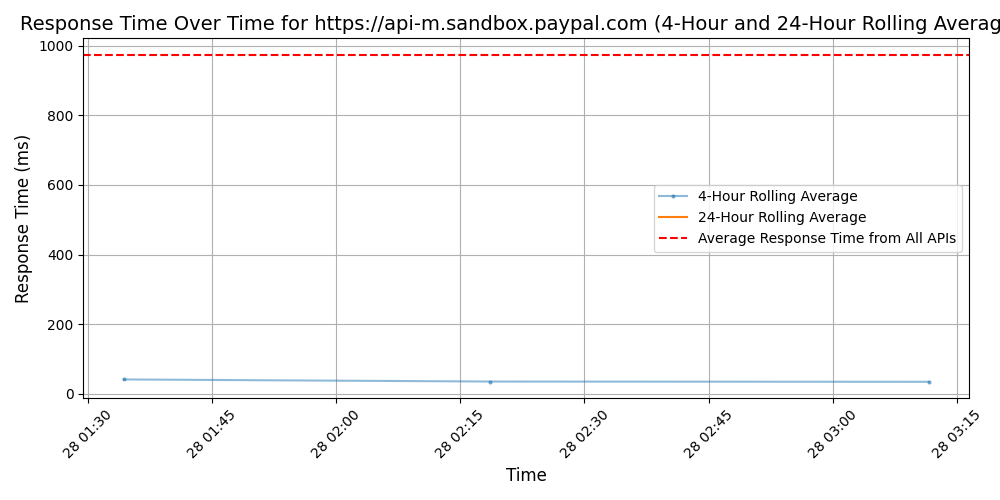 Response Time Over Time for https://api-m.sandbox.paypal.com (4-Hour and 24-Hour Rolling Averag
1000
800
600
400
200
0
Response Time (ms)
4-Hour Rolling Average
24-Hour Rolling Average
Average Response Time from All APIs
28 01:30
28 01:45
28 02:00
28 02:15
28 02:30
28 02:45
28 03:00
28 03:15
Time